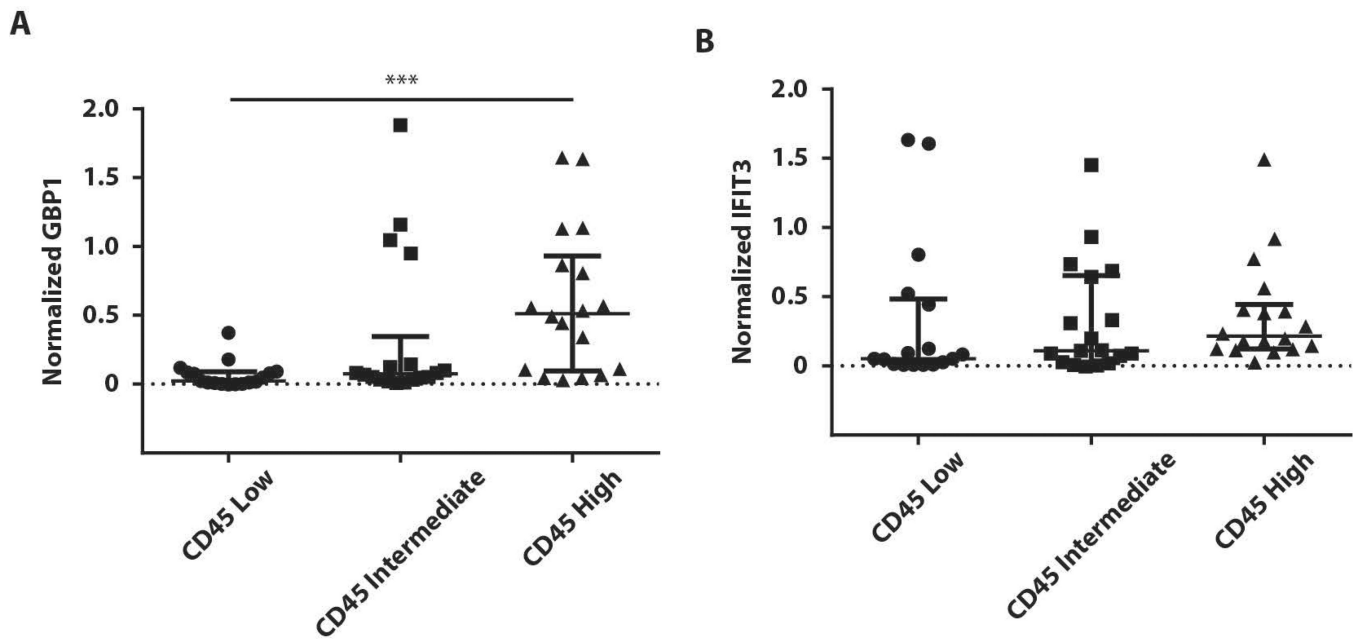 A
***
Normalized GBP1
2.0
1.5
1.0
0.5
0
CD45 Low
CD45 Intermediate
CD45 High
B
Normalized IFIT3
2.0
1.5
1.0
0.5
0
CD45 Low
CD45 Intermediate
CD45 High